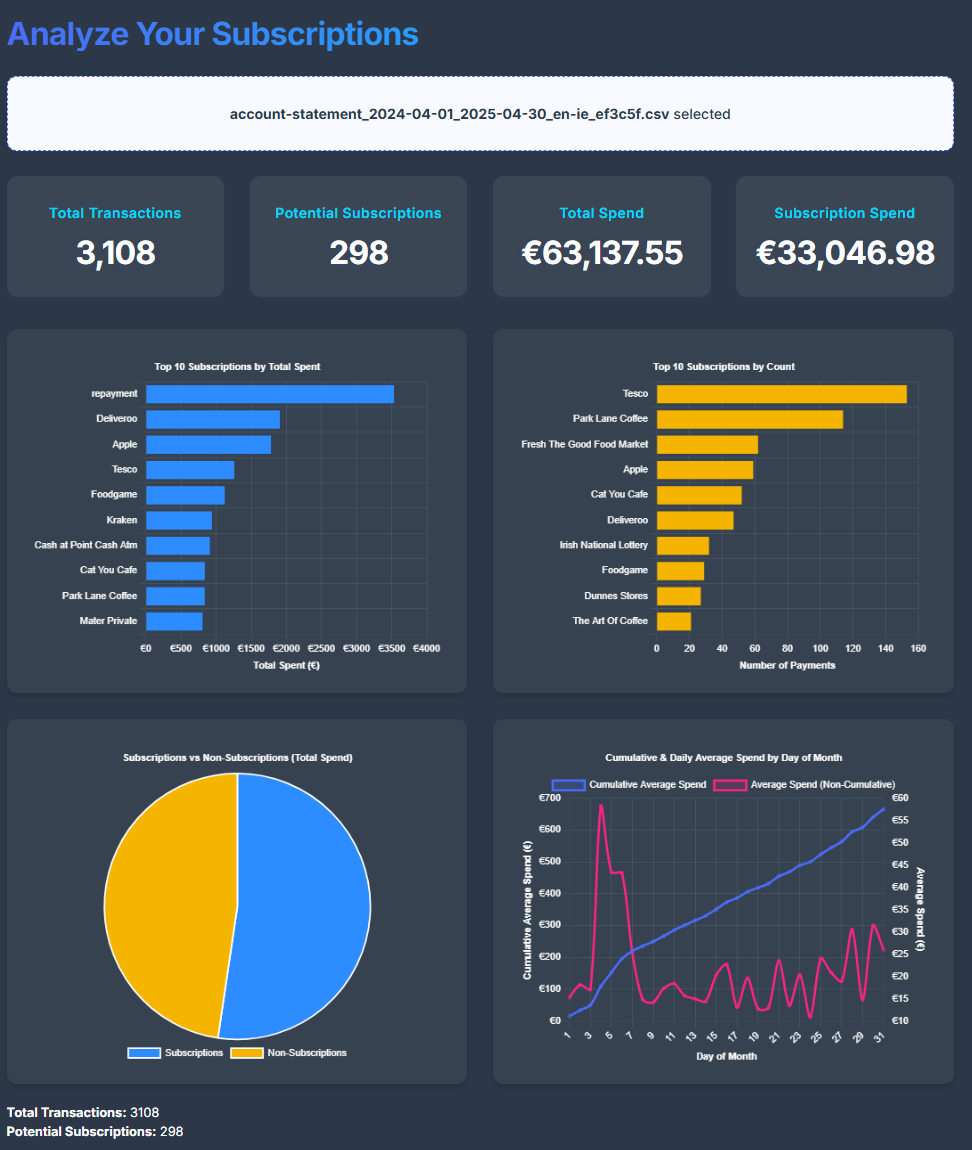 Analyze Your Subscriptions
account-statement_2024-04-01_2025-04-30_en-ie_ef3c5f.csv selected
Total Transactions
3,108
Potential Subscriptions
298
Total Spend
€63,137.55
Subscription Spend
€33,046.98
Top 10 Subscriptions by Total Spent
repayment
Deliveroo
Apple
Tesco
Foodgame
Kraken
Cash at Point Cash Atm
Cat You Cafe
Park Lane Coffee
Mater Private
€0 €500 €1000 €1500 €2000 €2500 €3000 €3500 €4000
Total Spent (€)
Top 10 Subscriptions by Count
Tesco
Park Lane Coffee
Fresh The Good Food Market
Apple
Cat You Cafe
Deliveroo
Irish National Lottery
Foodgame
Dunnes Stores
The Art Of Coffee
0 20 40 60 80 100 120 140 160
Number of Payments
Subscriptions vs Non-Subscriptions (Total Spend)
Subscriptions Non-Subscriptions
Cumulative & Daily Average Spend by Day of Month
Cumulative Average Spend Average Spend (Non-Cumulative)
Cumulative Average Spend (€)
€700
€600
€500
€400
€300
€200
€100
€0
€60
€55
€50
€45
€40
€35
€30
€25
€20
€15
€10
Average Spend (€)
1 3 5 7 9 11 13 15 17 19 21 23 25 27 29 31
Day of Month
Total Transactions: 3108
Potential Subscriptions: 298